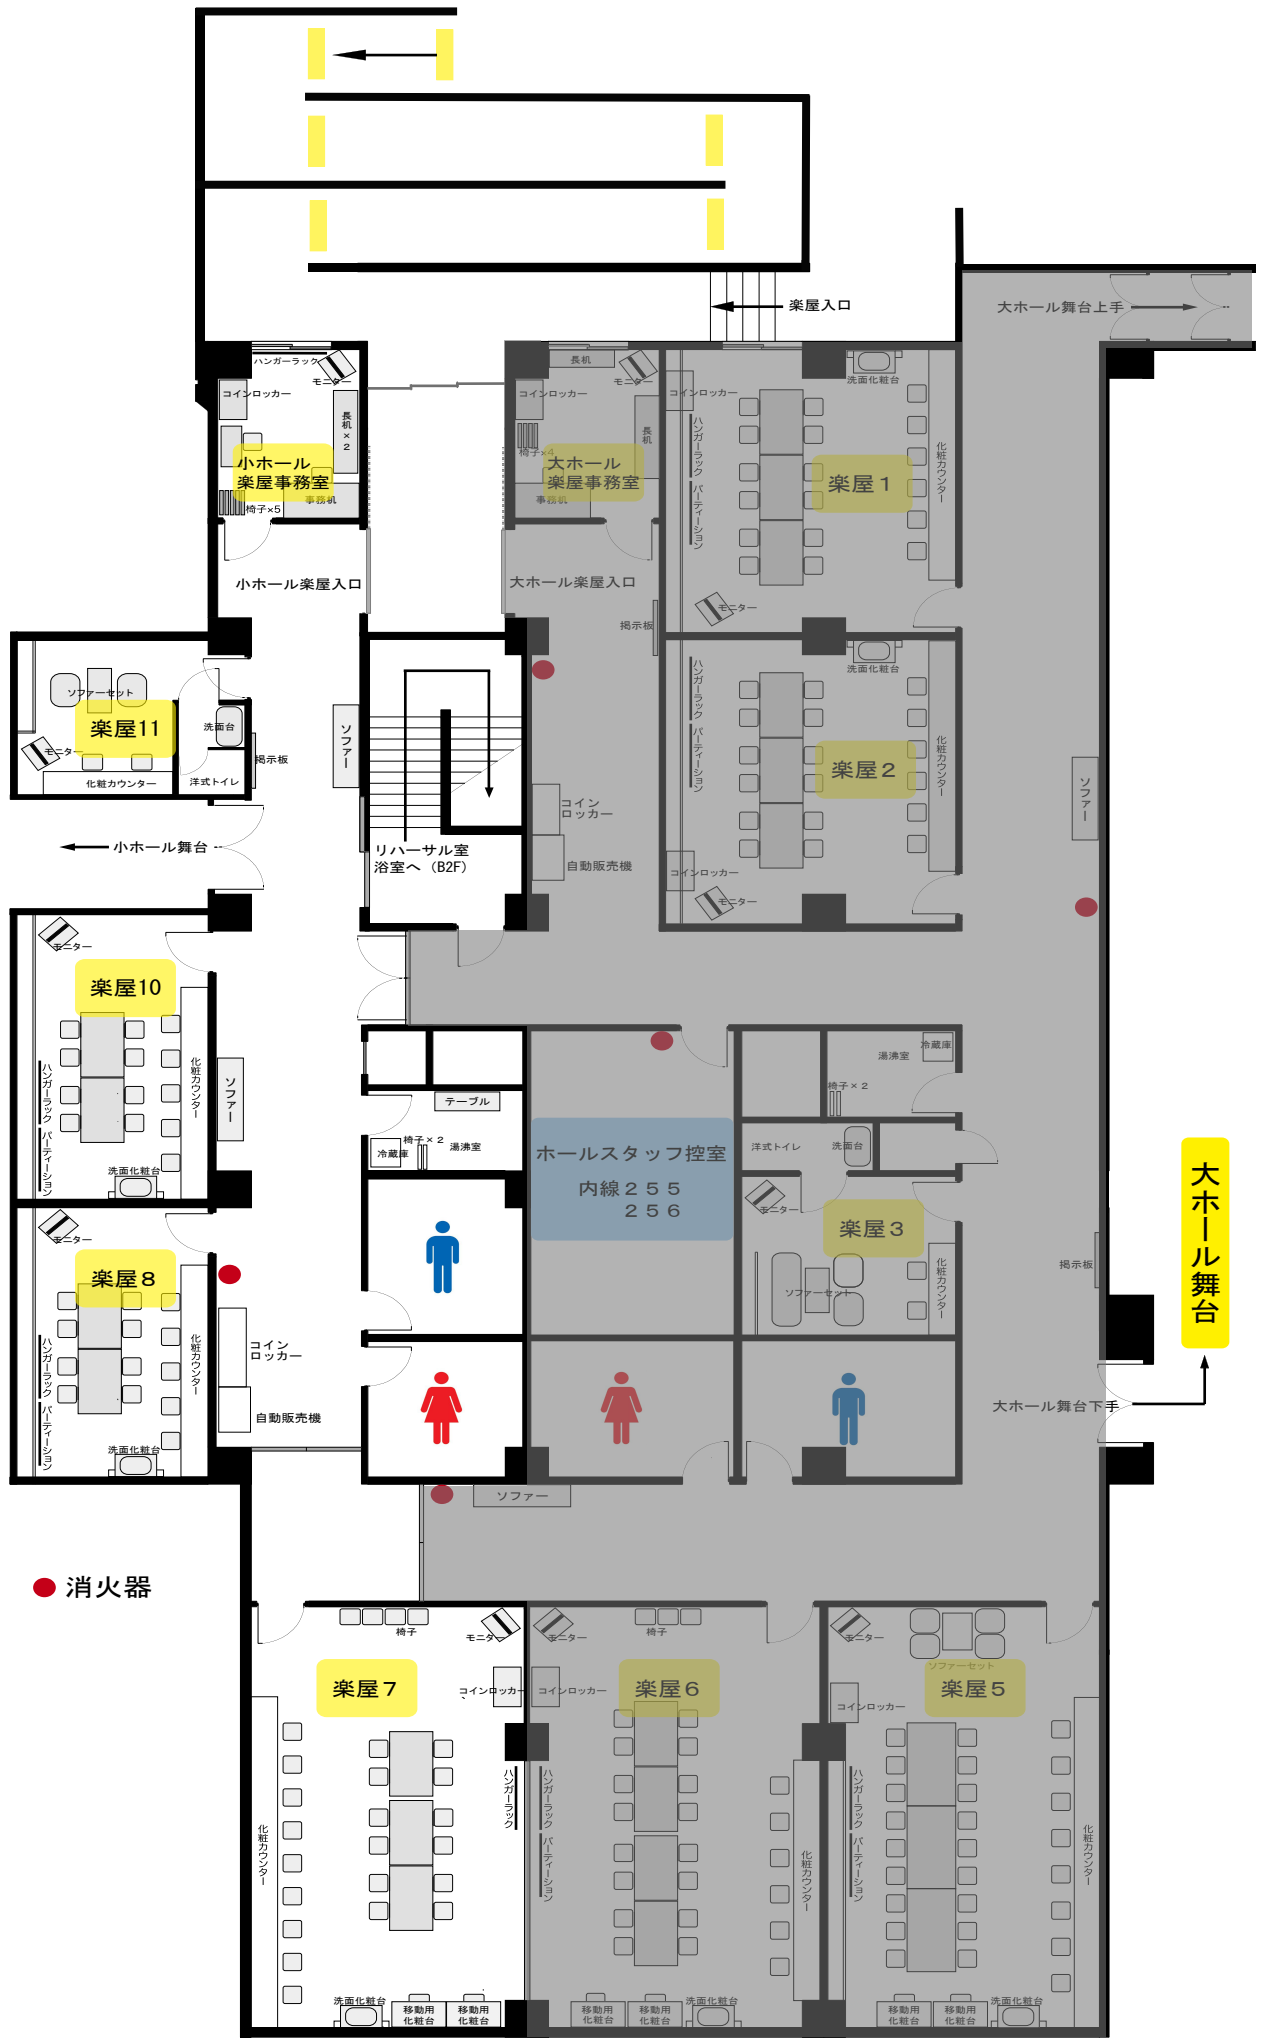 楽屋入口
大ホール舞台上手
ハンガーラック
モニター
コインロッカー
長机×2
小ホール
楽屋事務室
椅子×5
事務机
小ホール楽屋入口
長机
モニター
コインロッカー
長机
椅子×4
大ホール
楽屋事務室
事務机
大ホール楽屋入口
掲示板
コインロッカー
洗面化粧台
ハンガーラック
パーティション
楽屋1
化粧カウンター
モニター
洗面化粧台
ハンガーラック
パーティション
楽屋2
化粧カウンター
コインロッカー
モニター
ソファーセット
楽屋11
モニター
化粧カウンター
洗面台
洋式トイレ
掲示板
ソファー
小ホール舞台
リハーサル室
浴室へ (B2F)
コイン
ロッカー
自動販売機
ソファー
モニター
楽屋10
ハンガーラック
パーティション
化粧カウンター
洗面化粧台
ソファー
テーブル
椅子×2
湯沸室
冷蔵庫
ホールスタッフ控室
内線255
256
湯沸室
冷蔵庫
椅子×2
洋式トイレ
洗面台
モニター
楽屋3
ソファーセット
化粧カウンター
掲示板
大ホール舞台
大ホール舞台下手
モニター
楽屋8
ハンガーラック
パーティション
化粧カウンター
洗面化粧台
コイン
ロッカー
自動販売機
ソファー
消火器
椅子
モニター
楽屋7
コインロッカー
ハンガーラック
化粧カウンター
洗面化粧台
移動用
化粧台
移動用
化粧台
モニター
椅子
コインロッカー
楽屋6
ハンガーラック
パーティション
化粧カウンター
移動用
化粧台
移動用
化粧台
洗面化粧台
モニター
ソファーセット
コインロッカー
楽屋5
ハンガーラック
パーティション
化粧カウンター
移動用
化粧台
移動用
化粧台
洗面化粧台